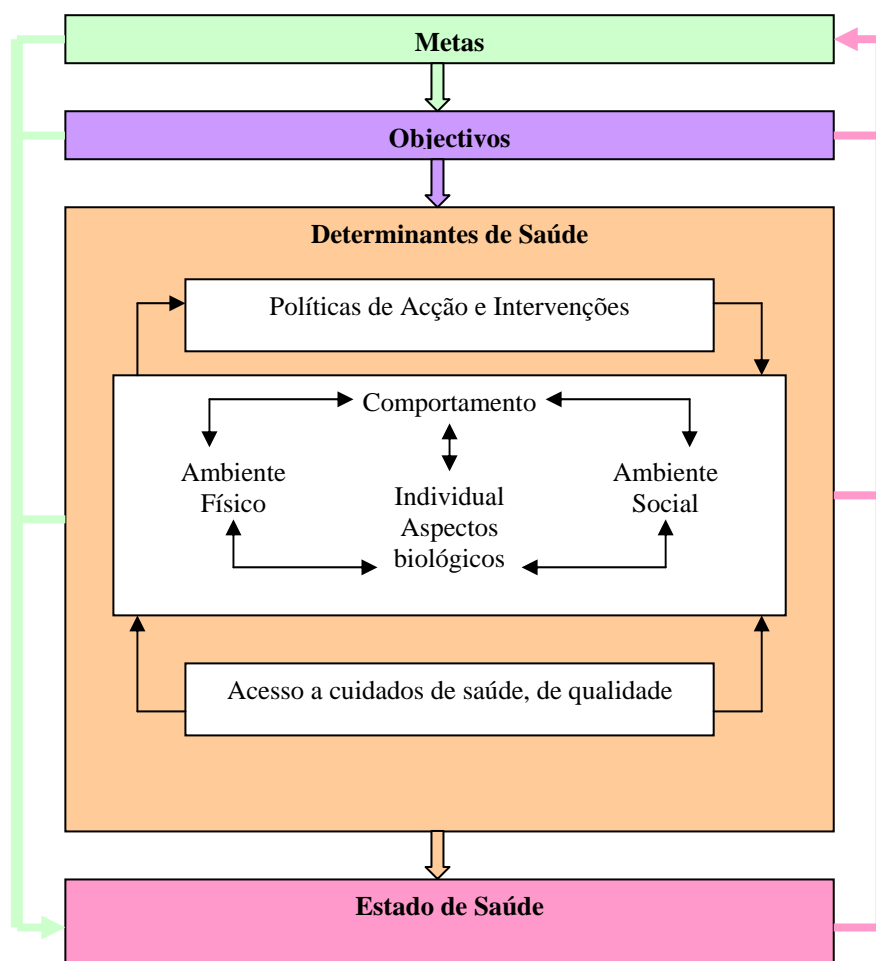 Metas
Objectivos
Determinantes de Saúde
Políticas de Acção e Intervenções
Comportamento
Ambiente
Físico
Individual
Aspectos
biológicos
Ambiente
Social
Acesso a cuidados de saúde, de qualidade
Estado de Saúde